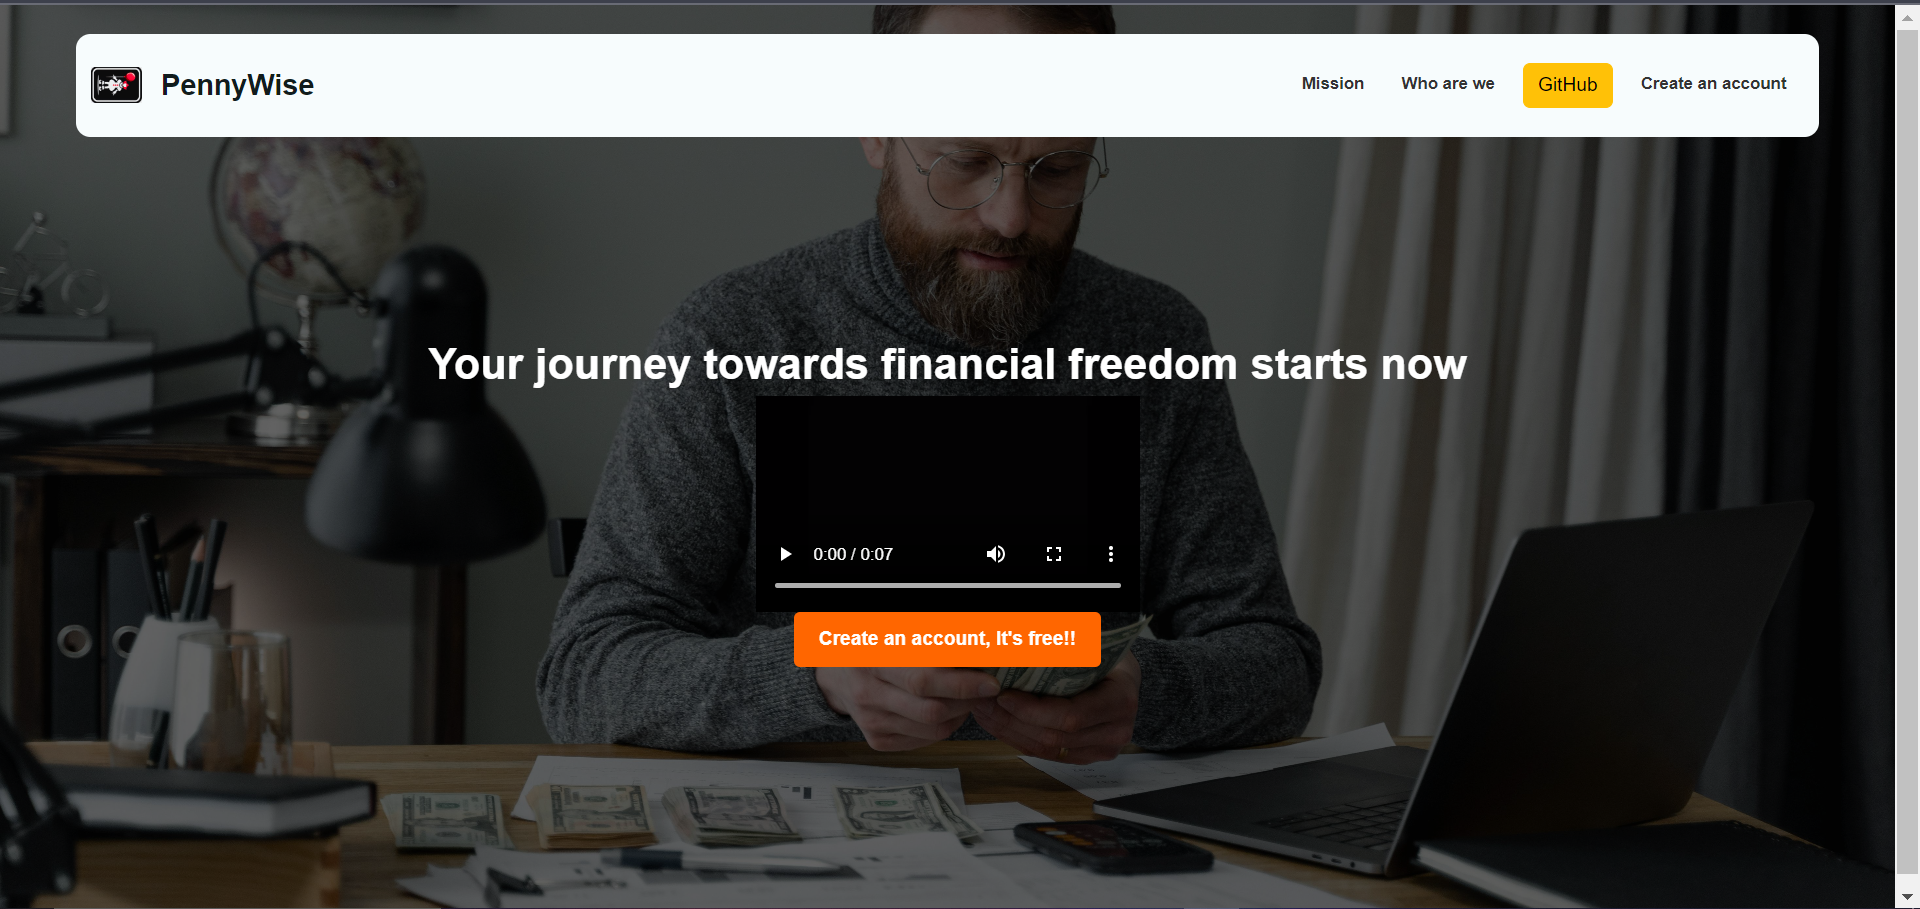 PennyWise
Mission
Who are we
GitHub
Create an account
Your journey towards financial freedom starts now
0:00 / 0:07
Create an account, It's free!!